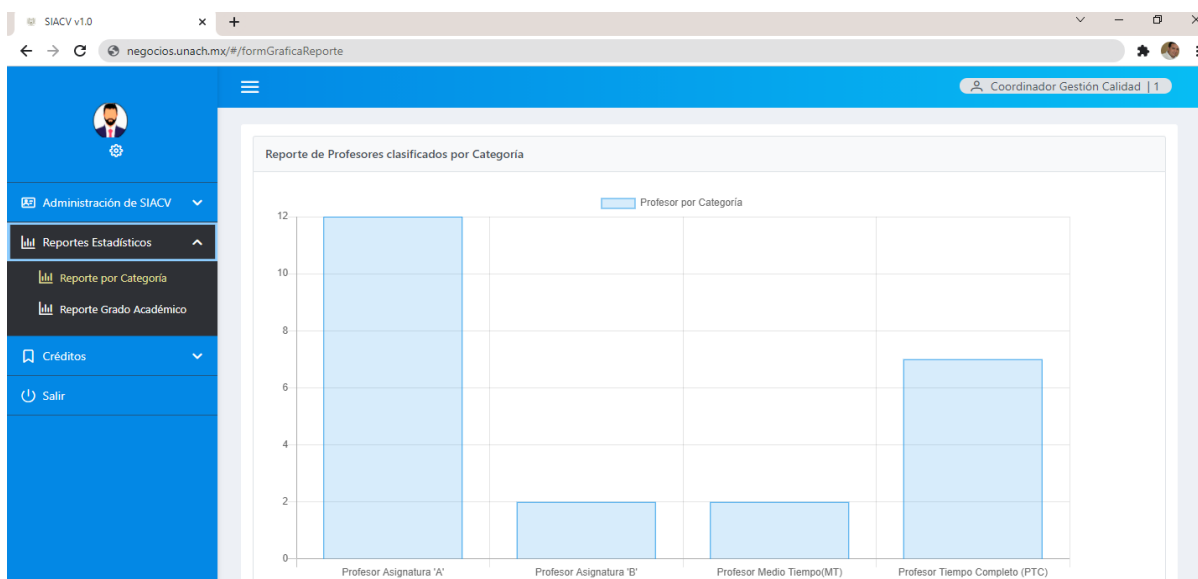 SIACV v1.0
negocios.unach.mx/#/formGraficaReporte
Coordinador Gestión Calidad | 1
Administración de SIACV
Reportes Estadísticos
Reporte por Categoría
Reporte Grado Académico
Créditos
Salir
Reporte de Profesores clasificados por Categoría
Profesor por Categoría
12
10
8
6
4
2
0
Profesor Asignatura 'A' Profesor Asignatura 'B' Profesor Medio Tiempo(MT) Profesor Tiempo Completo (PTC)